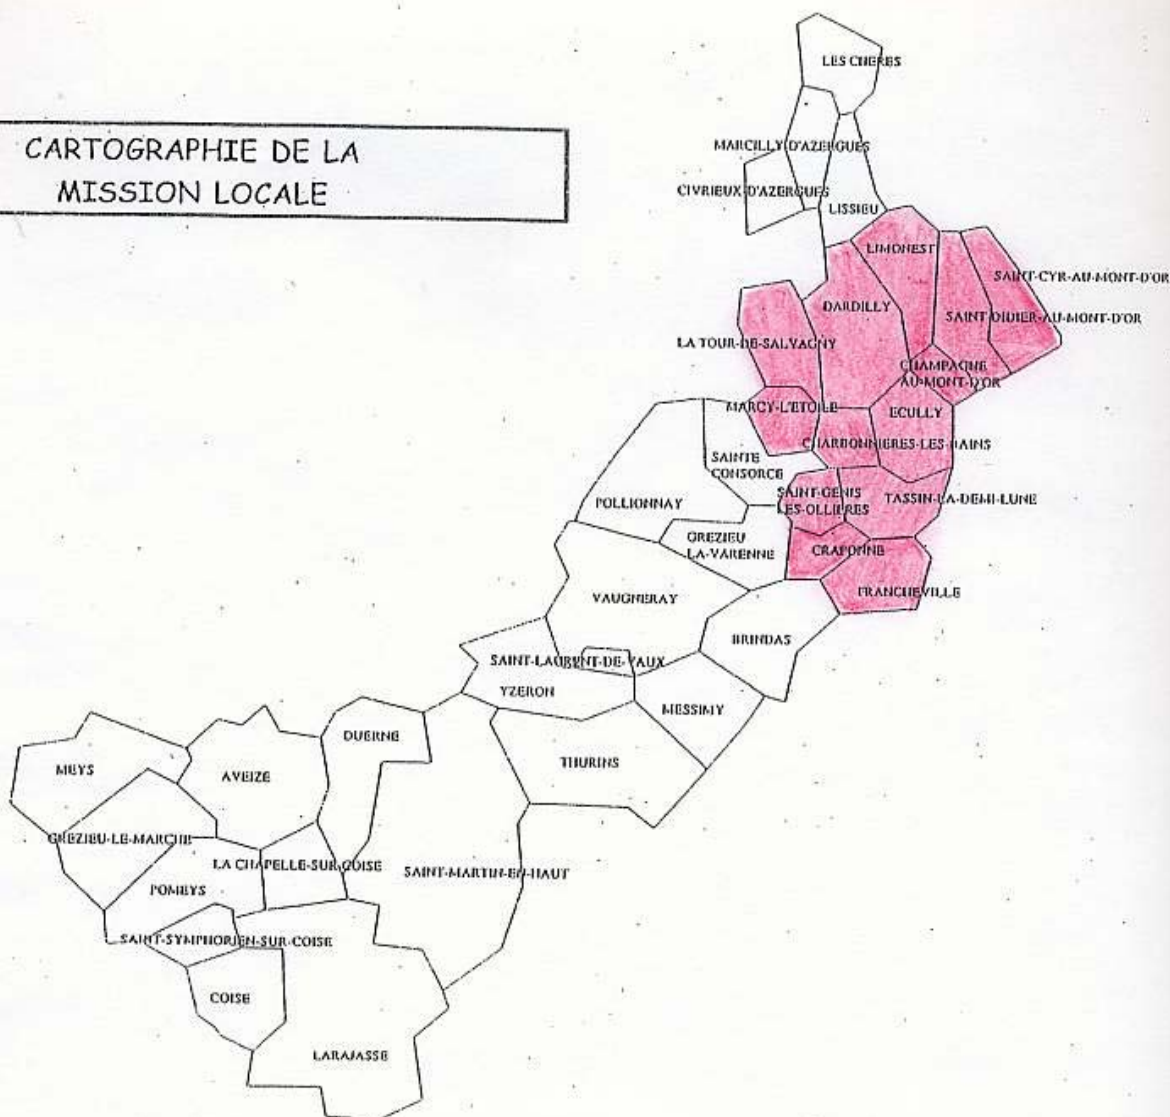 CARTOGRAPHIE DE LA
MISSION LOCALE
LES CHERES
MARCILLY D'AZERGUES
CIVRIEUX-D'AZERGUES
LISSIEU
LIMONEST
SAINT-CYR-AU-MONT-D'OR
DARDILLY
SAINT-DIDIER-AU-MONT-D'OR
LA TOUR-DE-SALVAGNY
CHAMPAGNE
AU-MONT-D'OR
MARCY-L'ETOILE
ECULLY
CHARBONNIERES-LES-BAINS
SAINTE
CONSORCE
POLLIONNAY
SAINT-GENIS
LES-OLLIERES
TASSIN-LA-DEMI-LUNE
GREZIEU
LA-VARENNE
CRAPONNE
FRANCHEVILLE
VAUGNERAY
BRINDAS
SAINT-LAURENT-DE-VAUX
YZERON
MESSIMY
DUERNE
THURINS
MEYS
AVEIZE
GREZIEU-LE-MARCHE
LA CHAPELLE-SUR-COISE
SAINT-MARTIN-EN-HAUT
POMEYS
SAINT-SYMPHORIEN-SUR-COISE
COISE
LARAJASSE